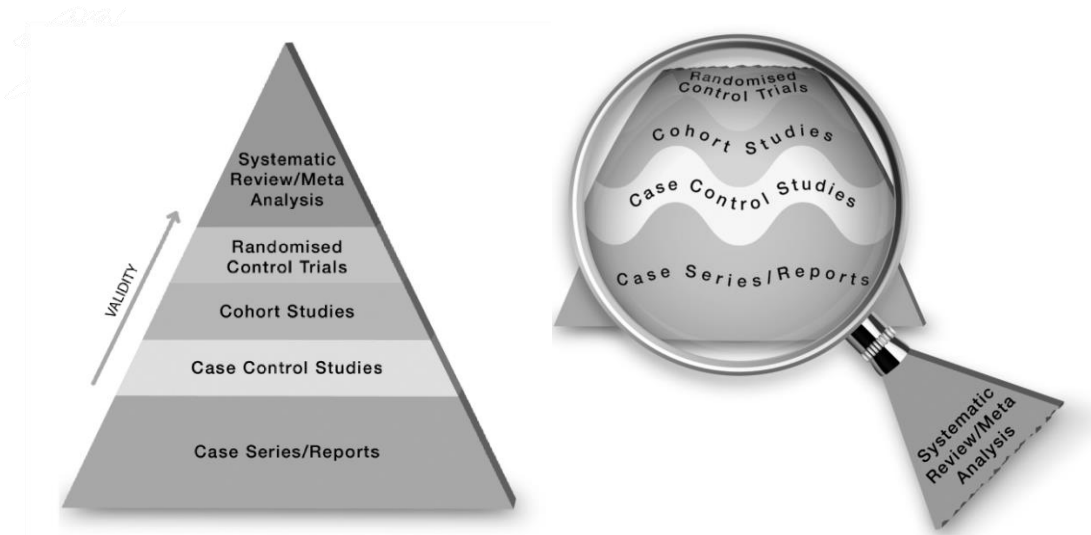 Systematic
Review/Meta
Analysis
Randomised
Control Trials
Cohort Studies
Case Control Studies
Case Series/Reports
VALIDITY
Randomised
Control Trials
Cohort Studies
Case Control Studies
Case Series/Reports
Systematic
Review/Meta
Analysis